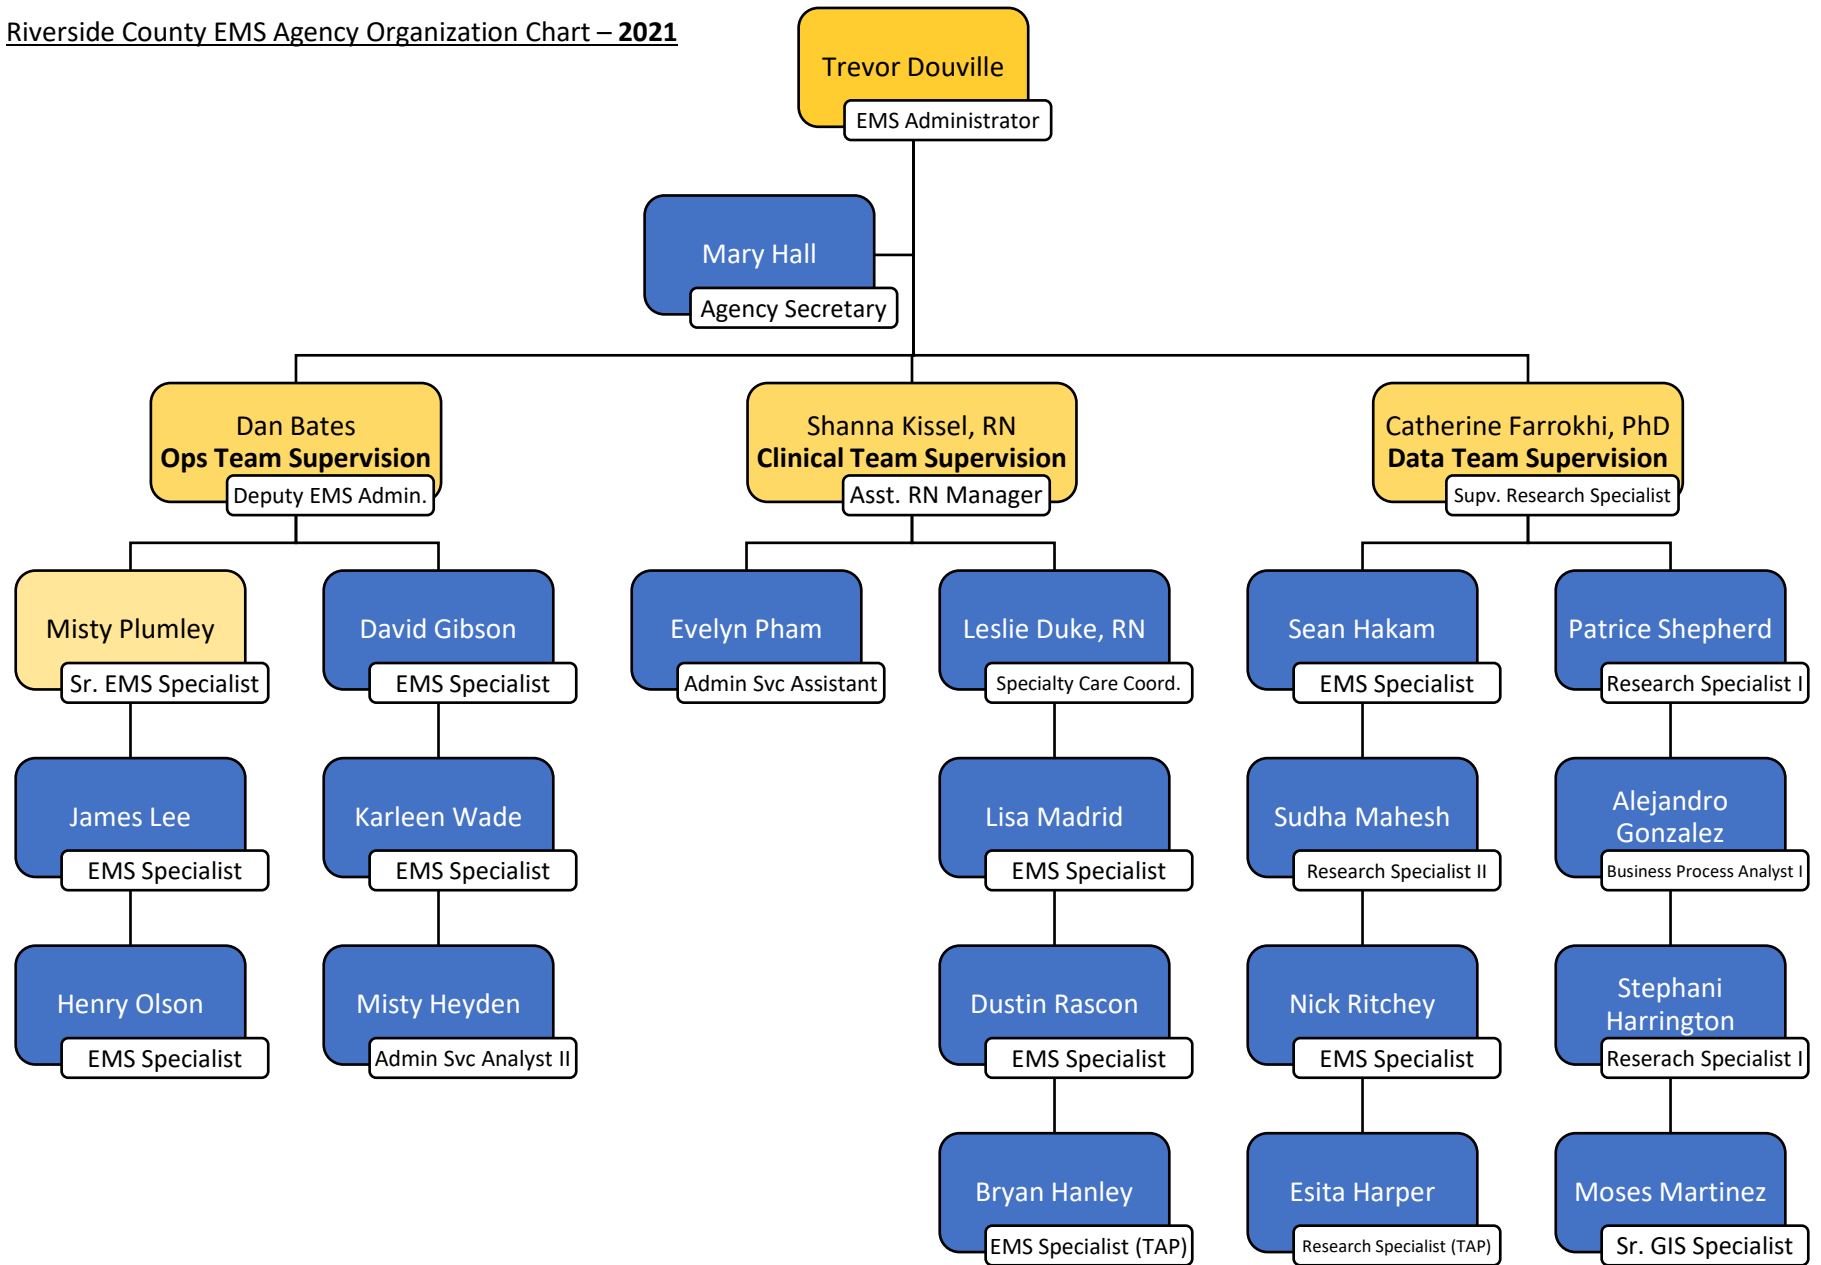 Riverside County EMS Agency Organization Chart – 2021
Trevor Douville
EMS Administrator
Mary Hall
Agency Secretary
Dan Bates
Ops Team Supervision
Deputy EMS Admin.
Shanna Kissel, RN
Clinical Team Supervision
Asst. RN Manager
Catherine Farrokhi, PhD
Data Team Supervision
Supv. Research Specialist
Misty Plumley
Sr. EMS Specialist
David Gibson
EMS Specialist
Evelyn Pham
Admin Svc Assistant
Leslie Duke, RN
Specialty Care Coord.
Sean Hakam
EMS Specialist
Patrice Shepherd
Research Specialist I
James Lee
EMS Specialist
Karleen Wade
EMS Specialist
Lisa Madrid
EMS Specialist
Sudha Mahesh
Research Specialist II
Alejandro
Gonzalez
Business Process Analyst I
Henry Olson
EMS Specialist
Misty Heyden
Admin Svc Analyst II
Dustin Rascon
EMS Specialist
Nick Ritchey
EMS Specialist
Stephani
Harrington
Reserach Specialist I
Bryan Hanley
EMS Specialist (TAP)
Esita Harper
Research Specialist (TAP)
Moses Martinez
Sr. GIS Specialist